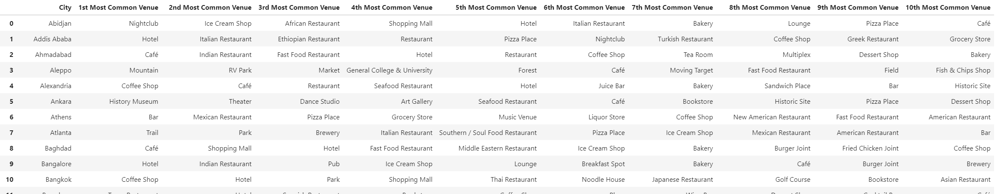 City 1st Most Common Venue 2nd Most Common Venue 3rd Most Common Venue 4th Most Common Venue 5th Most Common Venue 6th Most Common Venue 7th Most Common Venue 8th Most Common Venue 9th Most Common Venue 10th Most Common Venue
0 Abidjan Nightclub Ice Cream Shop African Restaurant Shopping Mall Hotel Italian Restaurant Bakery Lounge Pizza Place Café
1 Addis Ababa Hotel Italian Restaurant Ethiopian Restaurant Restaurant Pizza Place Nightclub Turkish Restaurant Coffee Shop Greek Restaurant Grocery Store
2 Ahmadabad Café Indian Restaurant Fast Food Restaurant Hotel Restaurant Coffee Shop Tea Room Multiplex Dessert Shop Bakery
3 Aleppo Mountain RV Park Market General College & University Forest Café Moving Target Fast Food Restaurant Field Fish & Chips Shop
4 Alexandria Coffee Shop Café Restaurant Seafood Restaurant Hotel Juice Bar Bakery Sandwich Place Bar Historic Site
5 Ankara History Museum Theater Dance Studio Art Gallery Seafood Restaurant Café Bookstore Historic Site Pizza Place Dessert Shop
6 Athens Bar Mexican Restaurant Pizza Place Grocery Store Music Venue Liquor Store Coffee Shop New American Restaurant Fast Food Restaurant American Restaurant
7 Atlanta Trail Park Brewery Italian Restaurant Southern / Soul Food Restaurant Pizza Place Ice Cream Shop Mexican Restaurant American Restaurant Bar
8 Baghdad Café Shopping Mall Hotel Fast Food Restaurant Middle Eastern Restaurant Ice Cream Shop Bakery Burger Joint Fried Chicken Joint Coffee Shop
9 Bangalore Hotel Indian Restaurant Pub Ice Cream Shop Lounge Breakfast Spot Bakery Café Burger Joint Brewery
10 Bangkok Coffee Shop Hotel Park Shopping Mall Thai Restaurant Noodle House Japanese Restaurant Golf Course Bookstore Asian Restaurant